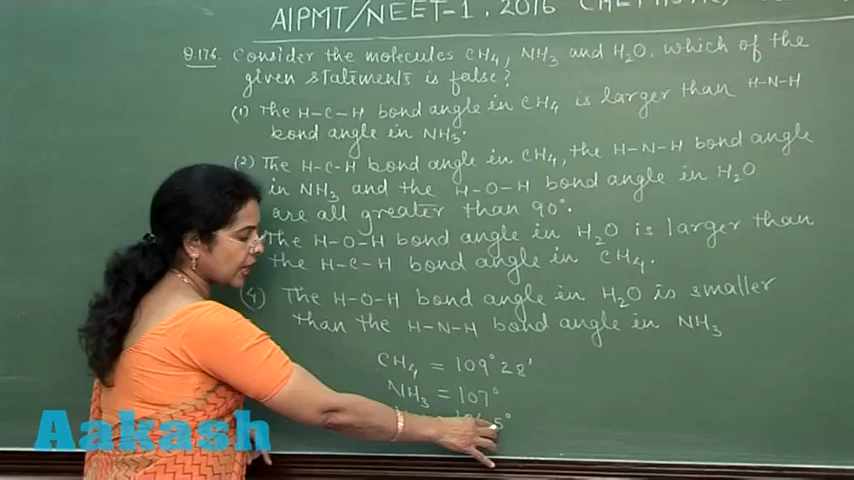 AIPMT/NEET-1. 2016
Q.176. Consider the molecules CH4, NH3 and H2O. which of the
given statements is false?
(1) The H-C-H bond angle in CH4 is larger than H-N-H
bond angle in NH3.
(2) The H-C-H bond angle in CH4, the H-N-H bond angle
in NH3 and the H-O-H bond angle in H2O
are all greater than 90°.
The H-O-H bond angle in H2O is larger than
the H-C-H bond angle in CH4.
(4) The H-O-H bond angle in H2O is smaller
than the H-N-H bond angle in NH3
CH4 = 109° 28'
NH3 = 107°
Aakash